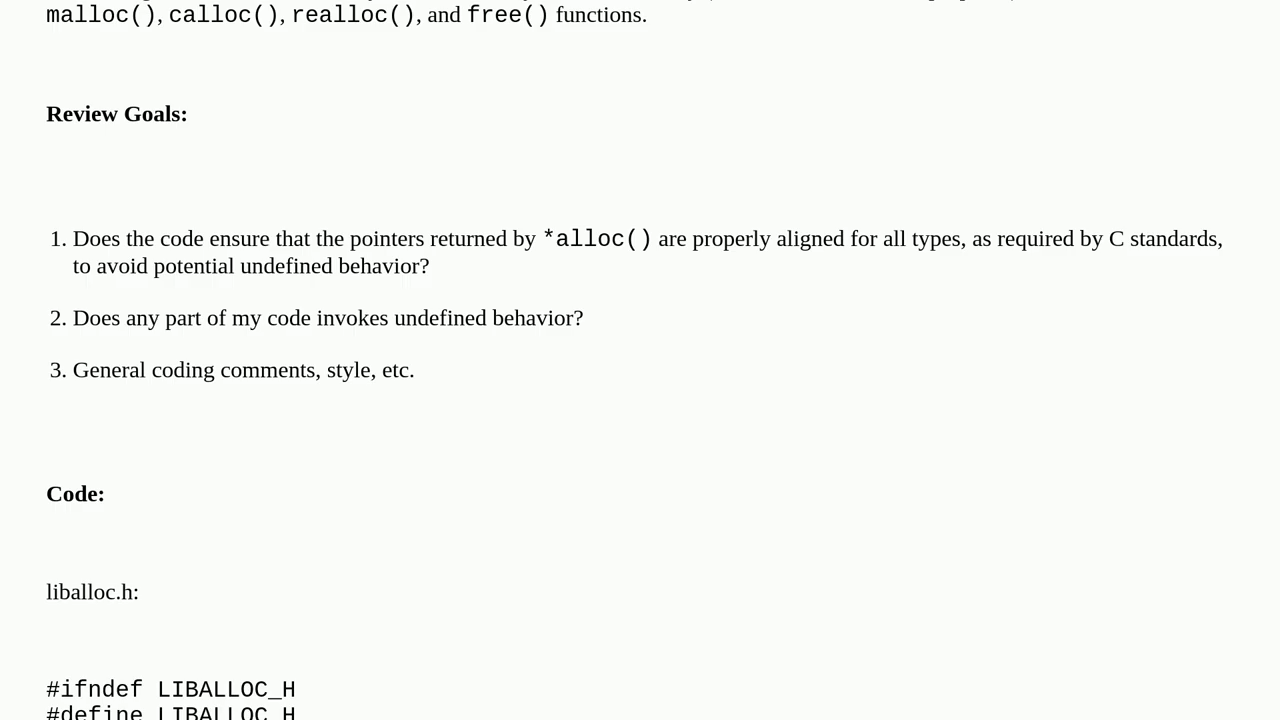 malloc(), calloc(), realloc(), and free() functions.
Review Goals:
1. Does the code ensure that the pointers returned by *alloc() are properly aligned for all types, as required by C standards,
to avoid potential undefined behavior?
2. Does any part of my code invokes undefined behavior?
3. General coding comments, style, etc.
Code:
liballoc.h:
#ifndef LIBALLOC_H
#define LIBALLOC_H